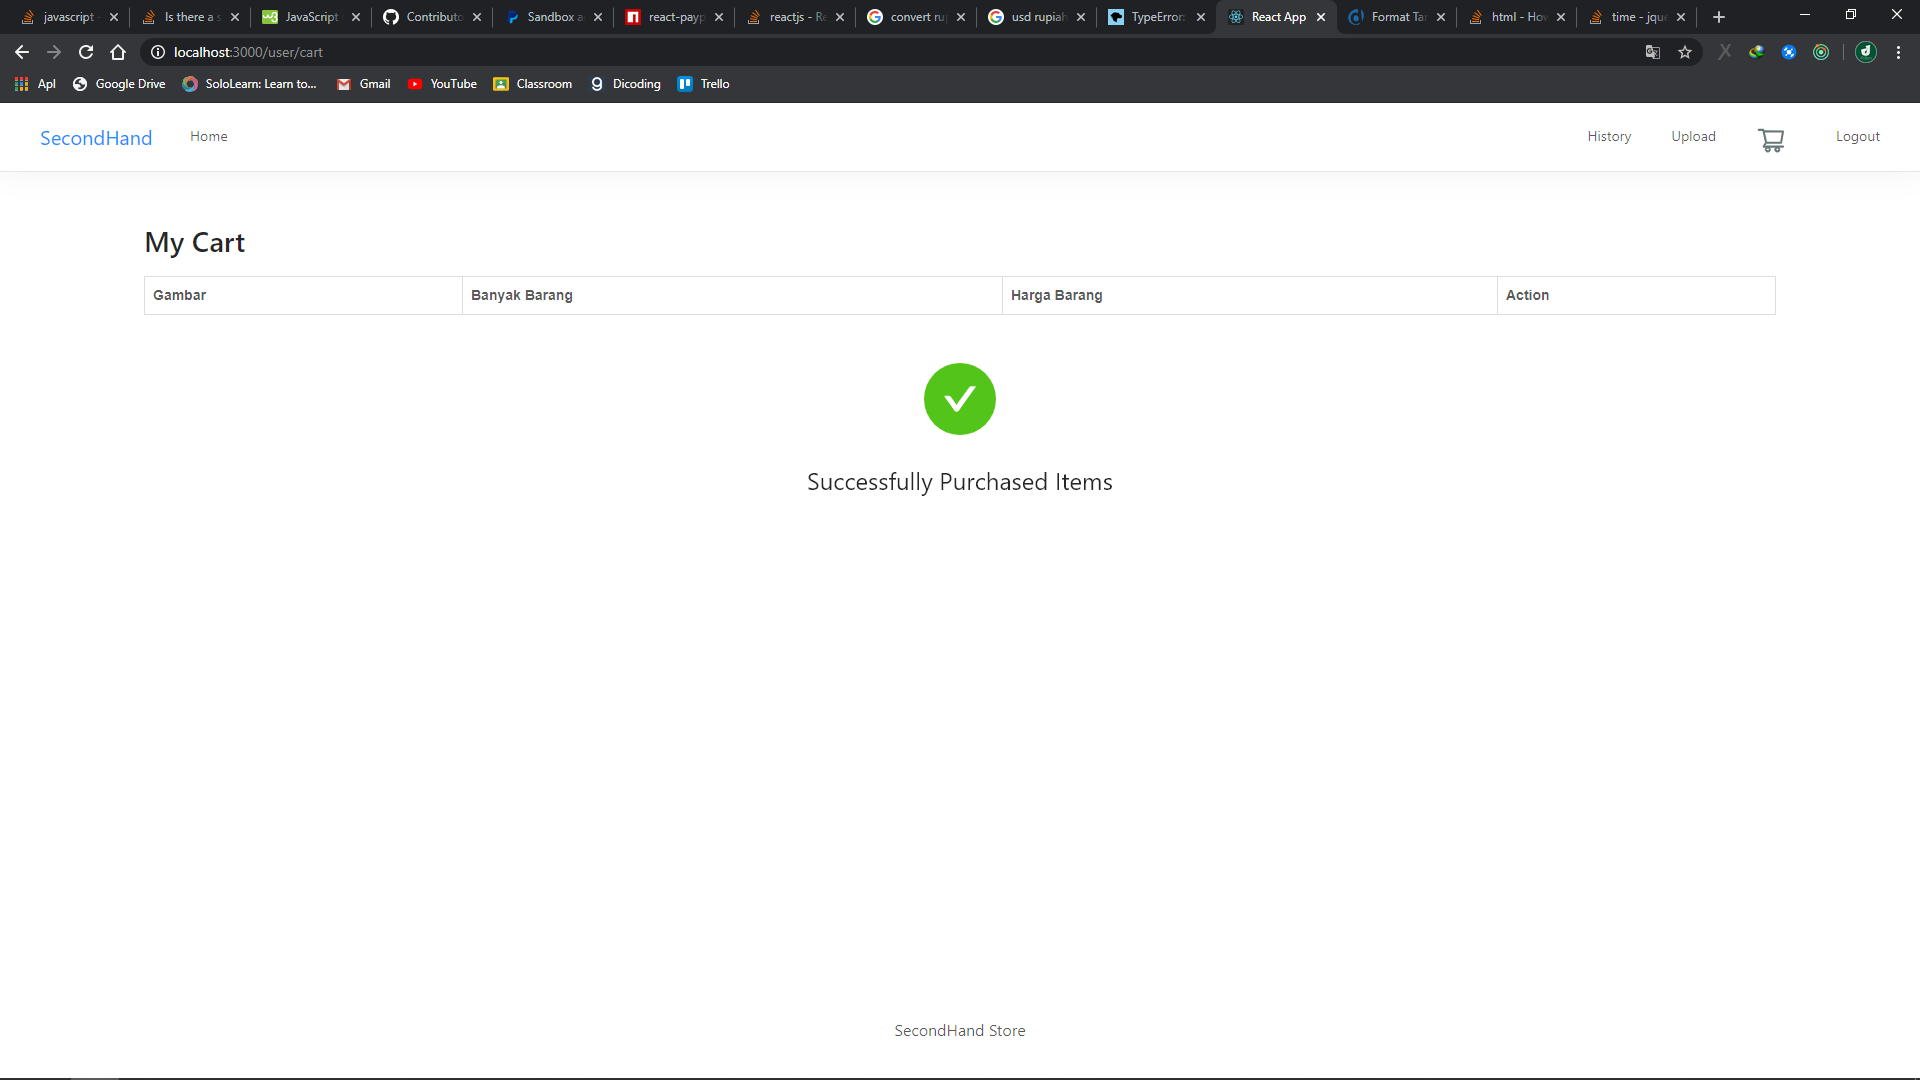 javascript -
Is there a s
JavaScript
Contributo
Sandbox a
react-payp
reactjs - Re
convert ru
usd rupiah
TypeError:
React App
Format Tan
html - How
time - jque
localhost:3000/user/cart
Apl
Google Drive
SoloLearn: Learn to...
Gmail
YouTube
Classroom
Dicoding
Trello
SecondHand
Home
History
Upload
Logout
My Cart
Gambar
Banyak Barang
Harga Barang
Action
Successfully Purchased Items
SecondHand Store